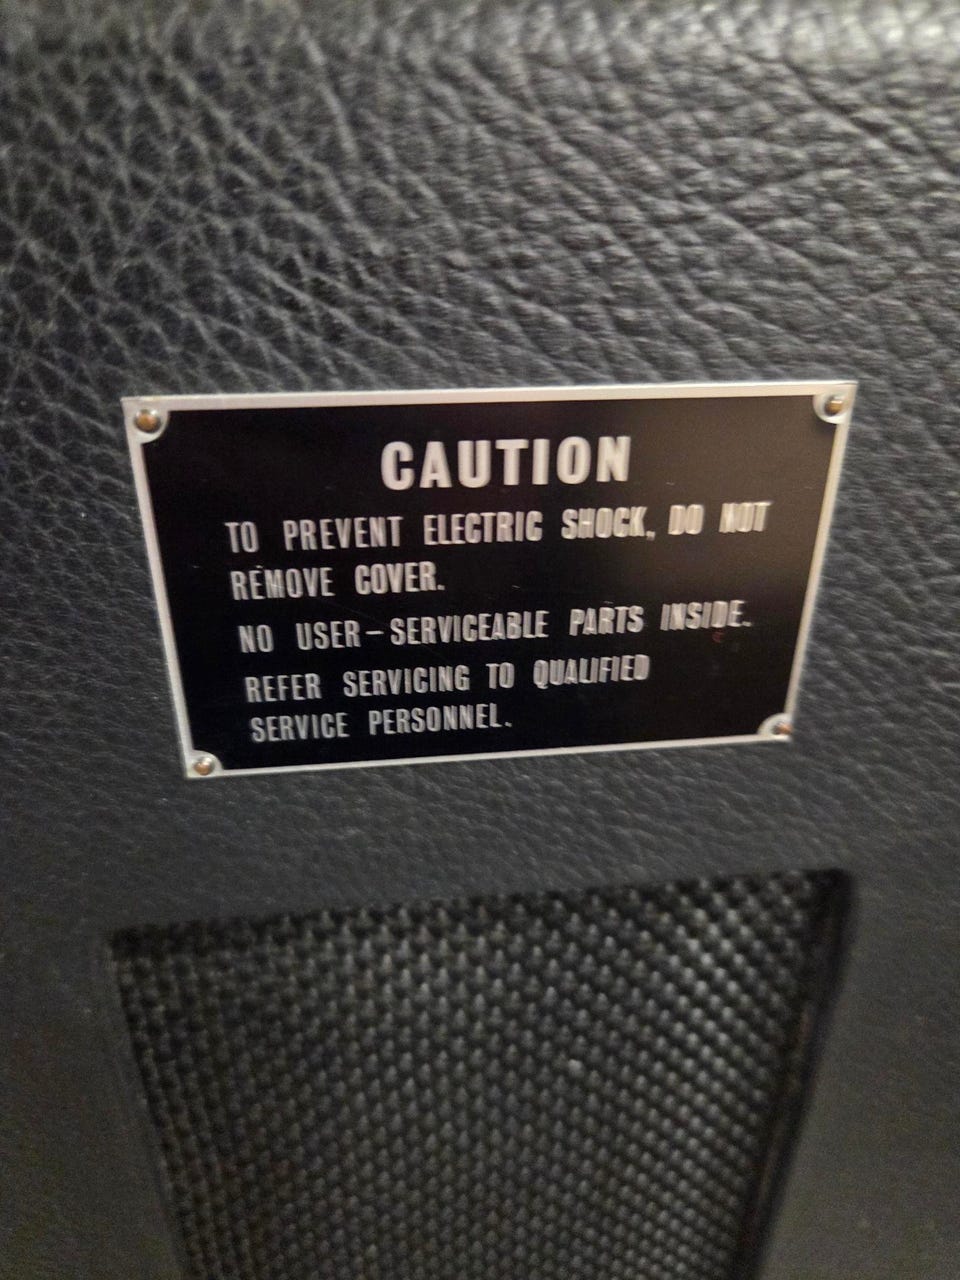 CAUTION
TO PREVENT ELECTRIC SHOCK, DO NOT
REMOVE COVER.
NO USER-SERVICEABLE PARTS INSIDE.
REFER SERVICING TO QUALIFIED
SERVICE PERSONNEL.